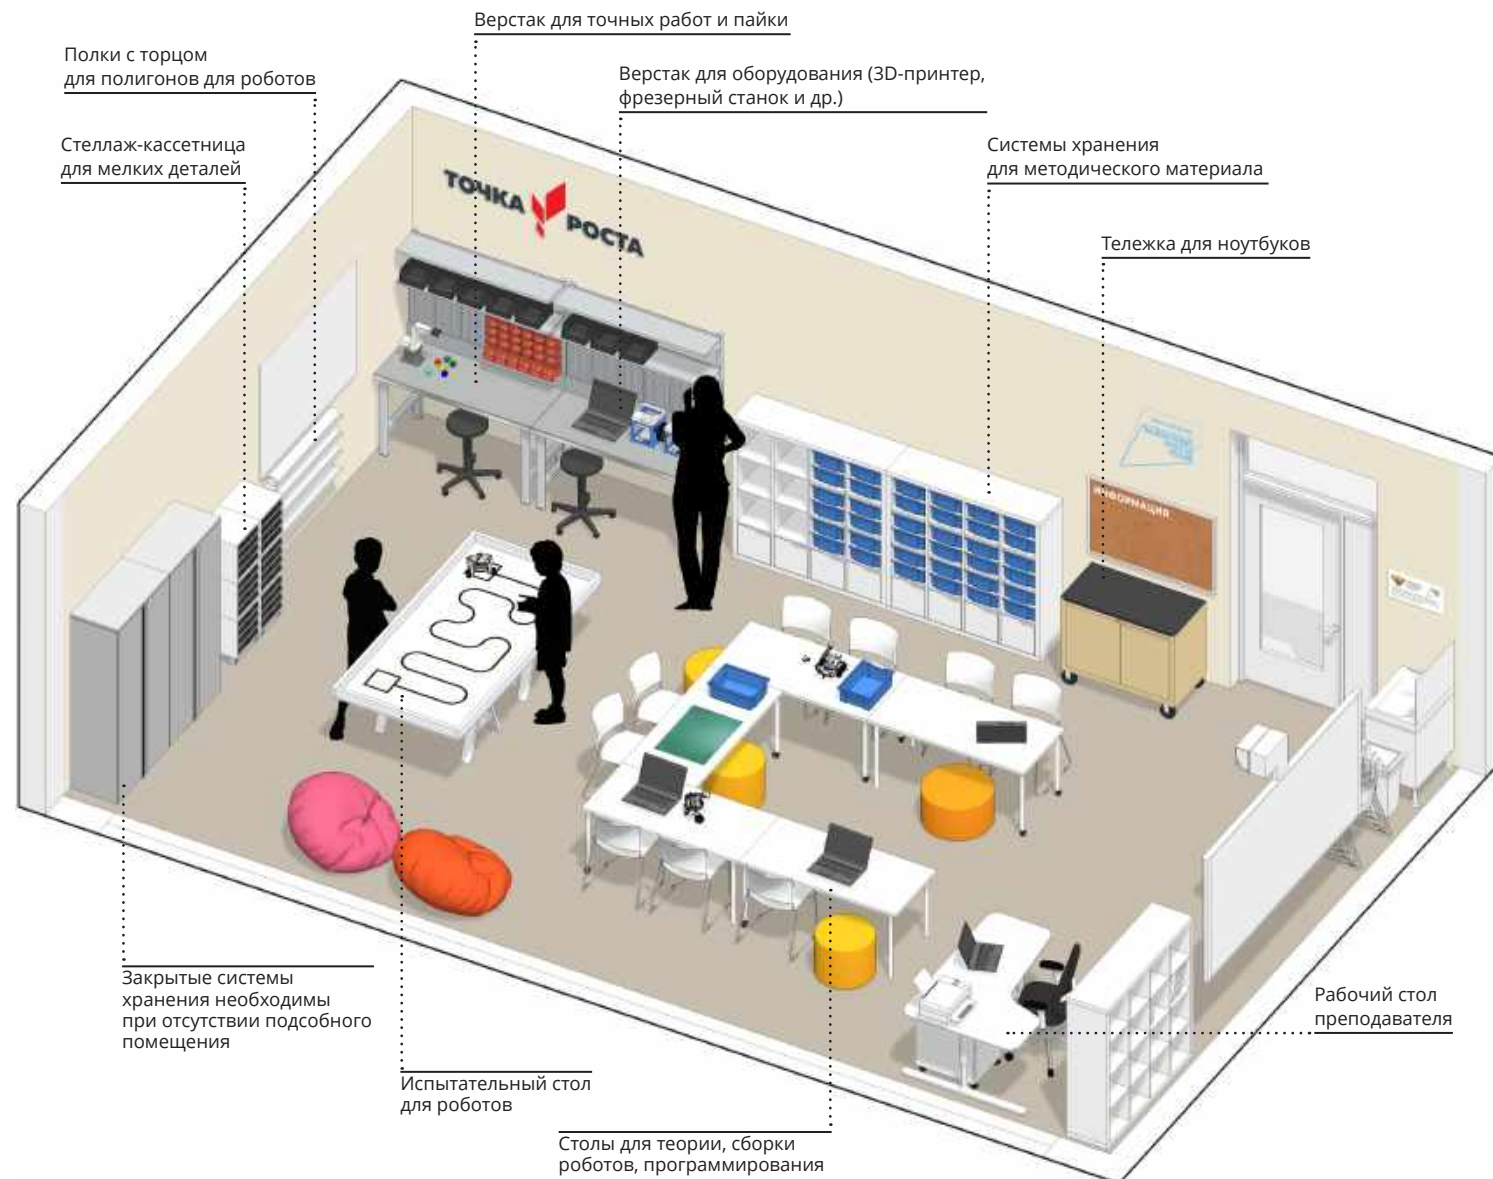 Верстак для точных работ и пайки
Полки с торцом
для полигонов для роботов
Верстак для оборудования (3D-принтер,
фрезерный станок и др.)
Стеллаж-кассетница
для мелких деталей
Системы хранения
для методического материала
Тележка для ноутбуков
ТОЧКА
РОСТА
ИНФОРМАЦИЯ
Закрытые системы
хранения необходимы
при отсутствии подсобного
помещения
Рабочий стол
преподавателя
Испытательный стол
для роботов
Столы для теории, сборки
роботов, программирования